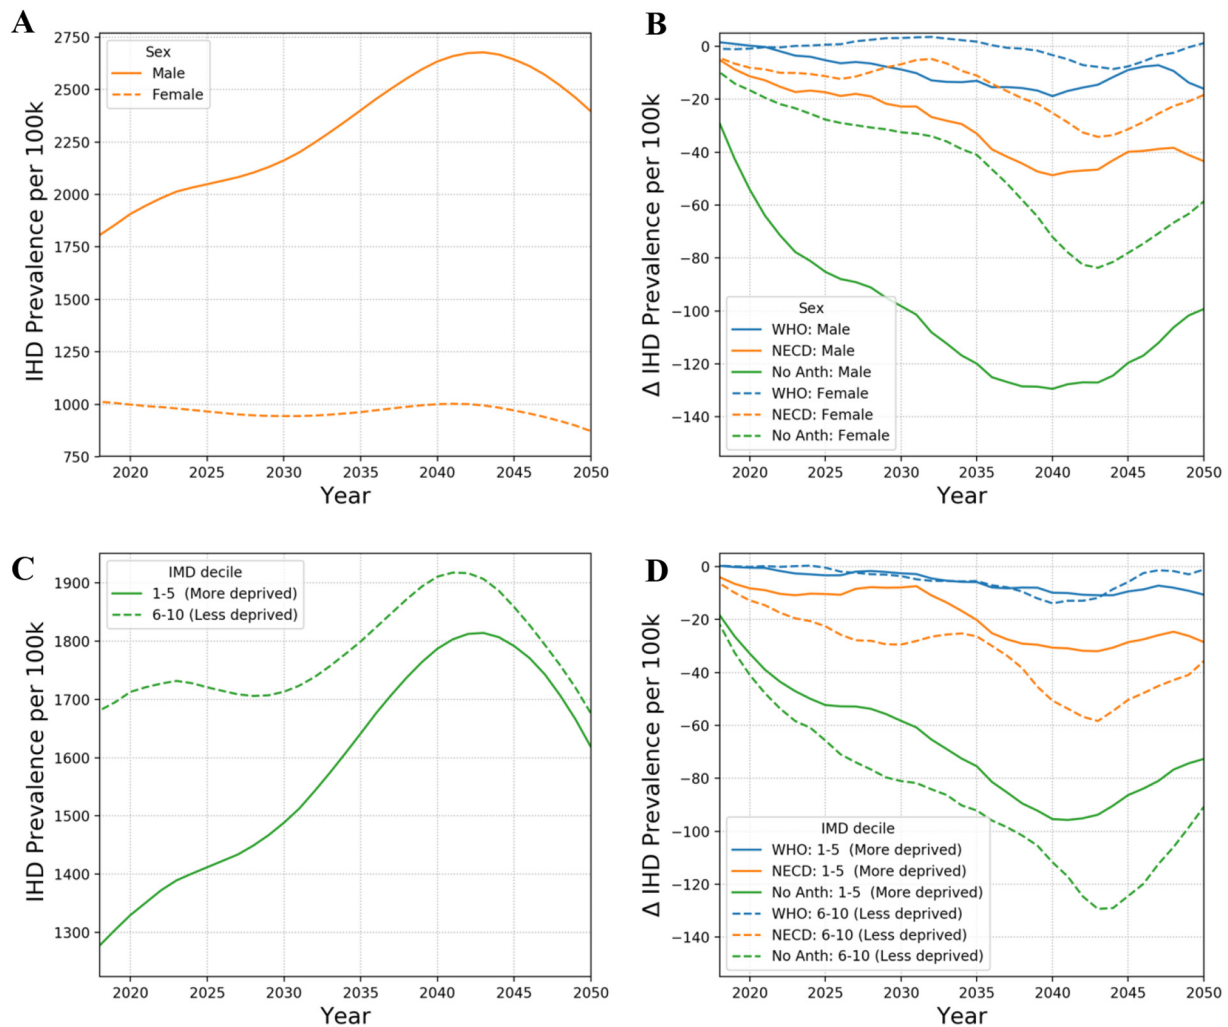 A
2750
2500
2250
2000
1750
1500
1250
1000
750
2020 2025 2030 2035 2040 2045 2050
Year
IHD Prevalence per 100k
Sex
Male
Female
B
0
−20
−40
−60
−80
−100
−120
−140
2020 2025 2030 2035 2040 2045 2050
Year
Δ IHD Prevalence per 100k
Sex
WHO: Male
NECD: Male
No Anth: Male
WHO: Female
NECD: Female
No Anth: Female
C
1900
1800
1700
1600
1500
1400
1300
2020 2025 2030 2035 2040 2045 2050
Year
IHD Prevalence per 100k
IMD decile
1-5 (More deprived)
6-10 (Less deprived)
D
0
−20
−40
−60
−80
−100
−120
−140
2020 2025 2030 2035 2040 2045 2050
Year
Δ IHD Prevalence per 100k
IMD decile
WHO: 1-5 (More deprived)
NECD: 1-5 (More deprived)
No Anth: 1-5 (More deprived)
WHO: 6-10 (Less deprived)
NECD: 6-10 (Less deprived)
No Anth: 6-10 (Less deprived)